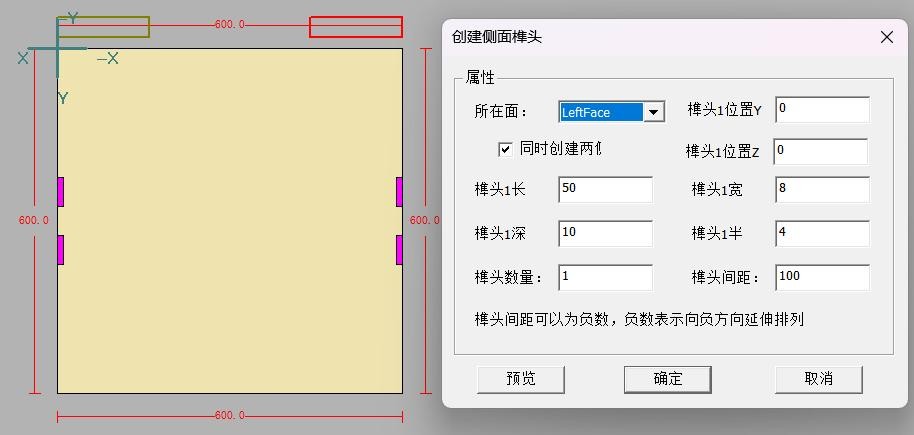 -Y
600.0
X
-X
Y
600.0
600.0
600.0
创建侧面榫头
属性
所在面：
LeftFace
榫头1位置Y
0
同时创建两
榫头1位置Z
0
榫头1长
50
榫头1宽
8
榫头1深
10
榫头1半
4
榫头数量：
1
榫头间距：
100
榫头间距可以为负数，负数表示向负方向延伸排列
预览
确定
取消